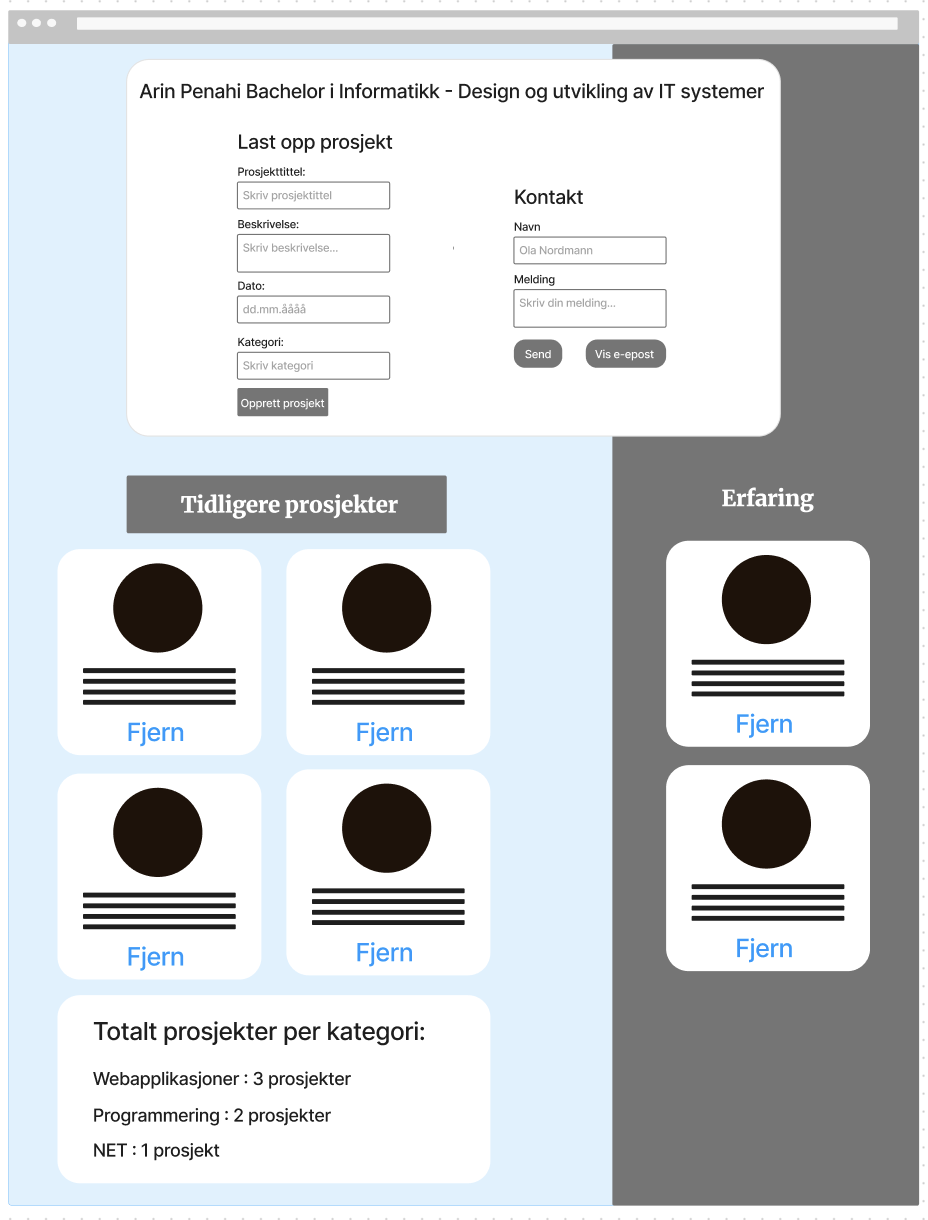 Arin Penahi Bachelor i Informatikk - Design og utvikling av IT systemer
Last opp prosjekt
Prosjekttittel:
Skriv prosjektittel
Beskrivelse:
Skriv beskrivelse...
Dato:
dd.mm.åååå
Kategori:
Skriv kategori
Opprett prosjekt
Kontakt
Navn
Ola Nordmann
Melding
Skriv din melding...
Send
Vis e-epost
Tidligere prosjekter
Fjern
Fjern
Fjern
Fjern
Totalt prosjekter per kategori:
Webapplikasjoner : 3 prosjekter
Programmering : 2 prosjekter
NET : 1 prosjekt
Erfaring
Fjern
Fjern